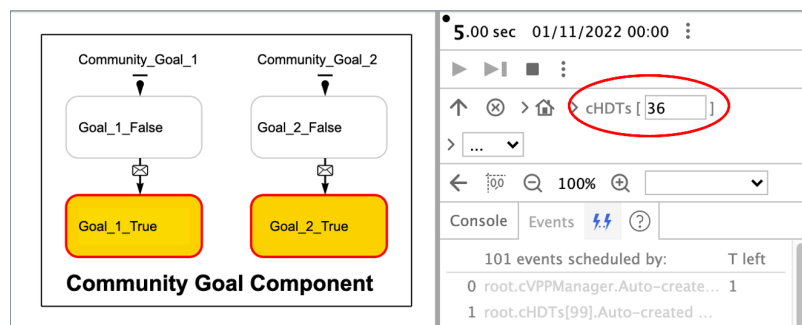 Community_Goal_1
Community_Goal_2
Goal_1_False
Goal_2_False
Goal_1_True
Goal_2_True
Community Goal Component
5.00 sec 01/11/2022 00:00
cHDTs [ 36 ]
...
0,0
100%
Console Events ?
101 events scheduled by: T left
0 root.cVPPManager.Auto-create... 1
1 root.cHDTs[99].Auto-created ...